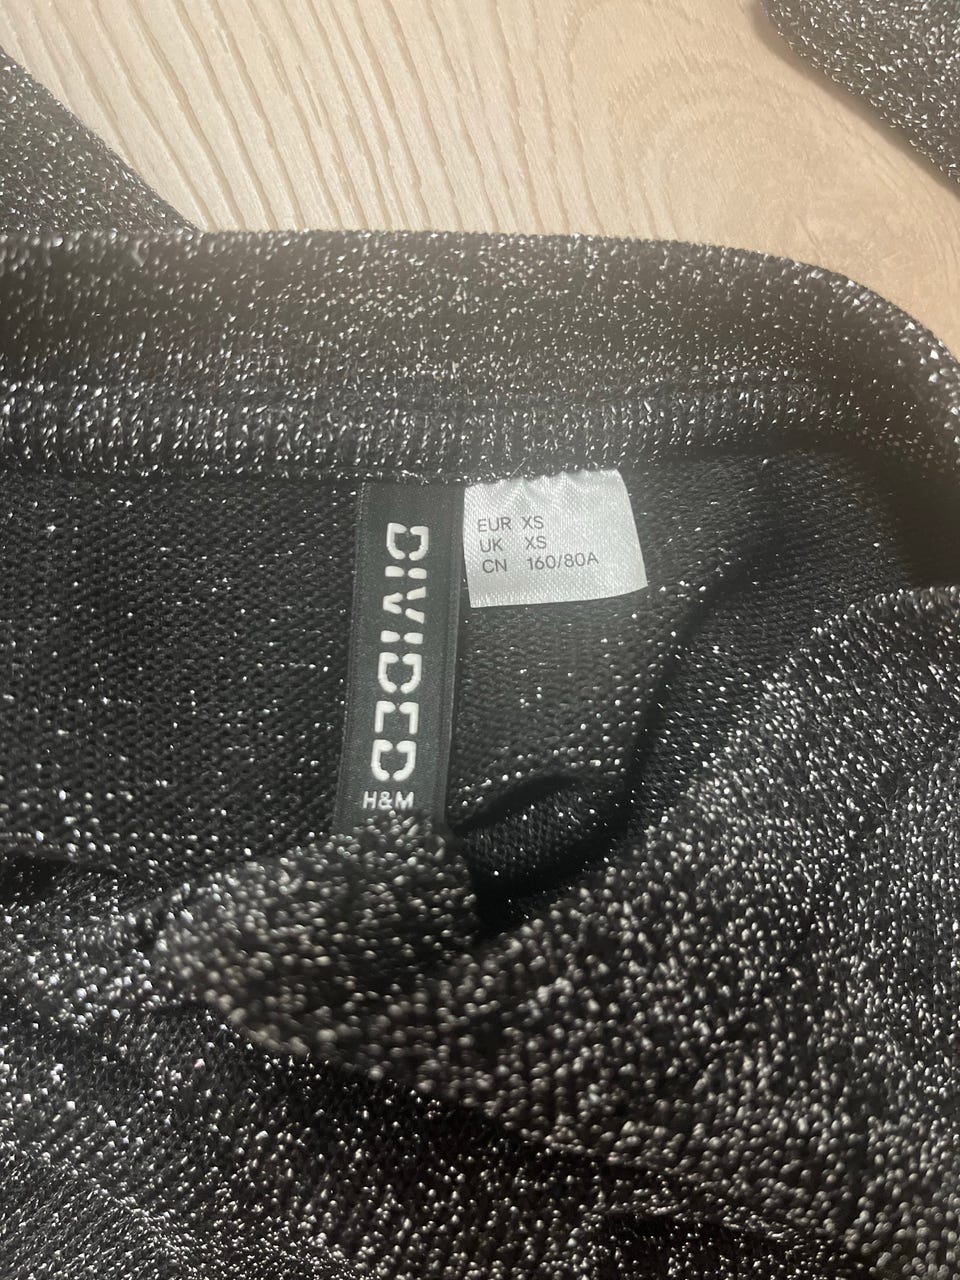 DIVIDED
H&M
EUR XS
UK XS
CN 160/80A